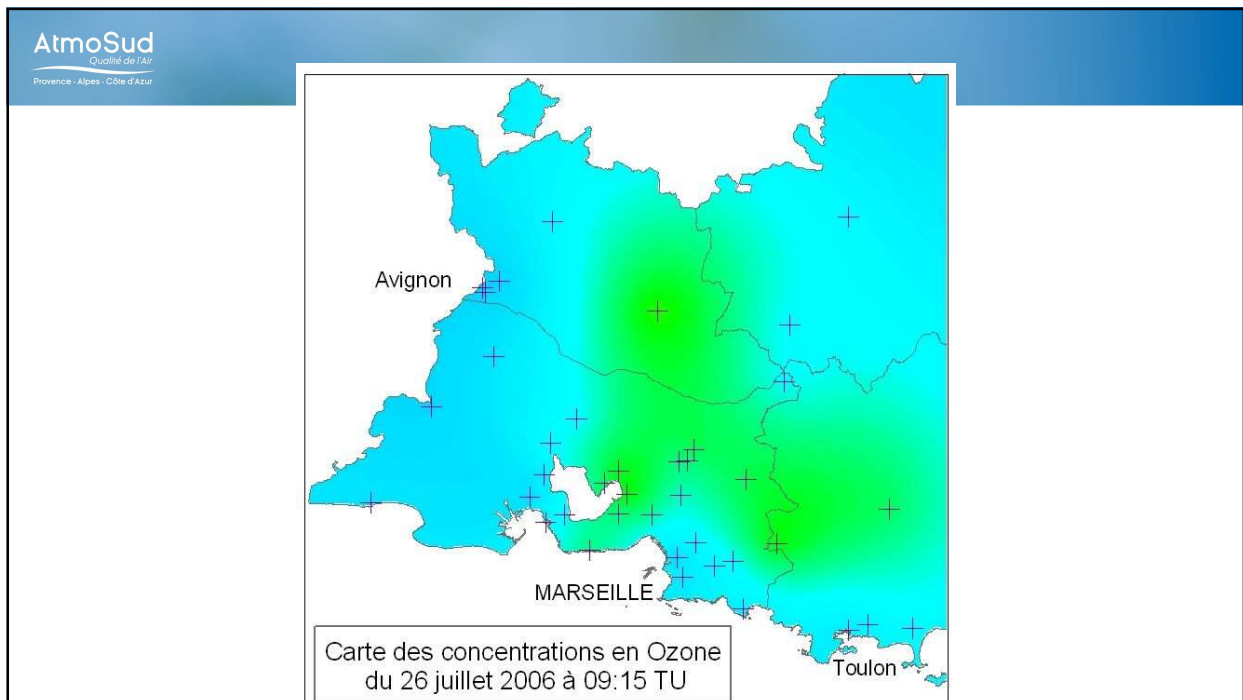 AtmoSud
Qualité de l'Air
Provence - Alpes - Côte d'Azur
Avignon
MARSEILLE
Toulon
Carte des concentrations en Ozone
du 26 juillet 2006 à 09:15 TU